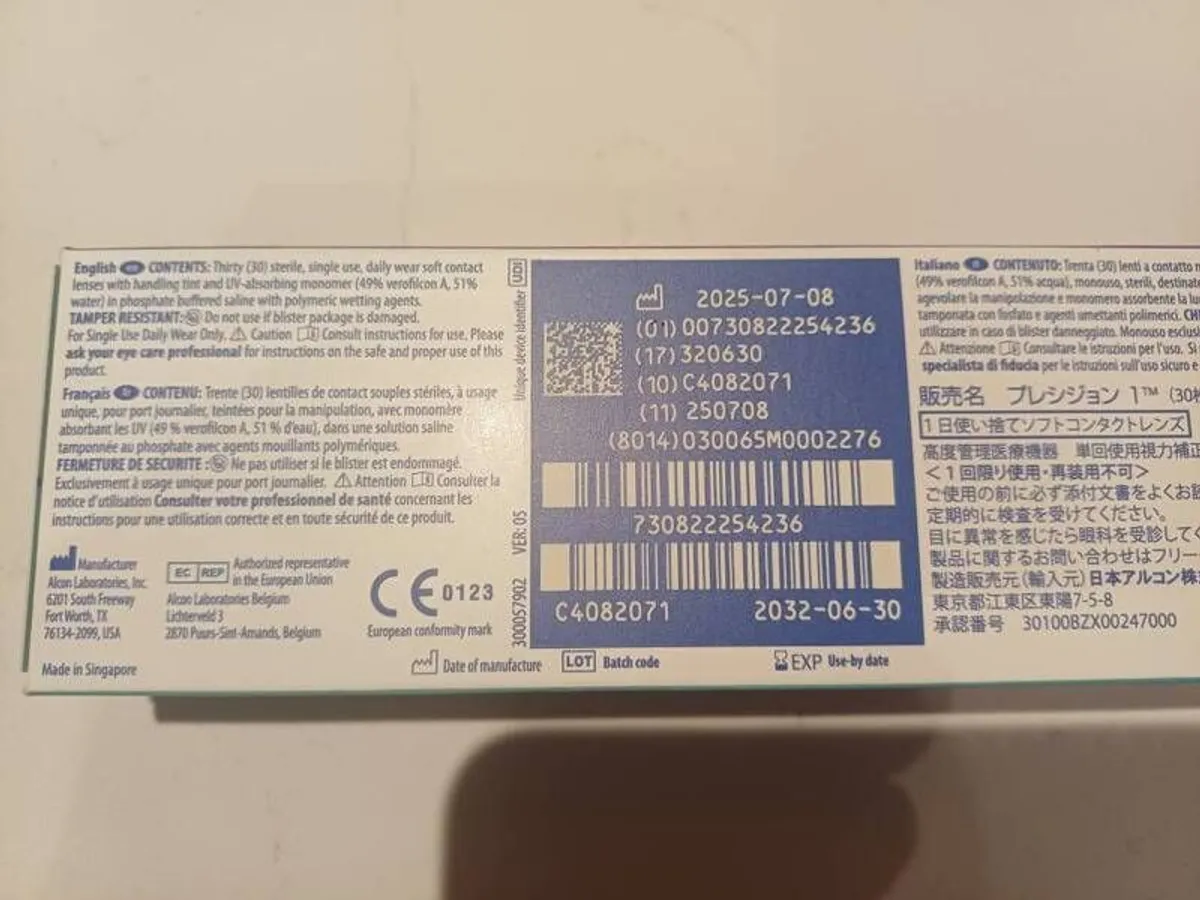 English CONTENTS: Thirty (30) sterile, single use, daily wear soft contact
lenses with handling tint and UV-absorbing monomer (49% verofilcon A, 51%
water) in phosphate buffered saline with polymeric wetting agents.
TAMPER RESISTANT: Do not use if blister package is damaged.
For Single Use Daily Wear Only. Caution Consult instructions for use. Please
ask your eye care professional for instructions on the safe and proper use of this
product.
Français CONTENU: Trente (30) lentilles de contact souples stériles, à usage
unique, pour port journalier, teintées pour la manipulation, avec monomère
absorbant les UV (49 % verofilcon A, 51 % d'eau), dans une solution saline
tamponnée au phosphate avec agents mouillants polymériques.
FERMETURE DE SECURITE : Ne pas utiliser si le blister est endommagé.
Exclusivement à usage unique pour port journalier. Attention Consulter la
notice d'utilisation Consulter votre professionnel de santé concernant les
instructions pour une utilisation correcte et en toute sécurité de ce produit.
Manufacturer
Alcon Laboratories, Inc.
6201 South Freeway
Fort Worth, TX
76134-2099, USA
EC REP
Authorized representative
in the European Union
Alcon Laboratories Belgium
Lichterveld 3
2870 Puurs-Sint-Amands, Belgium
CE 0123
European conformity mark
Made in Singapore
Date of manufacture
LOT Batch code
EXP Use-by date
UDI
Unique device identifier
VER: 05
300057902
2025-07-08
(01) 00730822254236
(17) 320630
(10) C4082071
(11) 250708
(8014)030065M0002276
730822254236
C4082071
2032-06-30
Italiano CONTENUTO: Trenta (30) lenti a contatto
(49% verofilcon A, 51% acqua), monouso, sterili,
agevolare la manipolazione e monomero assorbente la
tamponata con fosfato e agenti umettanti polimerici.
utilizzare in caso di blister danneggiato. Monouso
Attenzione Consultare le istruzioni per l'uso. Si
specialista di fiducia per le istruzioni sull'uso sicuro e
販売名 プレシジョン 1™ (30
1日使い捨てソフトコンタクトレンズ
高度管理医療機器 単回使用視力補正
<1回限り使用・再装用不可>
ご使用の前に必ず添付文書をよくお読
定期的に検査を受けてください。
目に異常を感じたら眼科を受診して
製品に関するお問い合わせはフリー
製造販売元(輸入元)日本アルコン株
東京都江東区東陽7-5-8
承認番号 30100BZX00247000